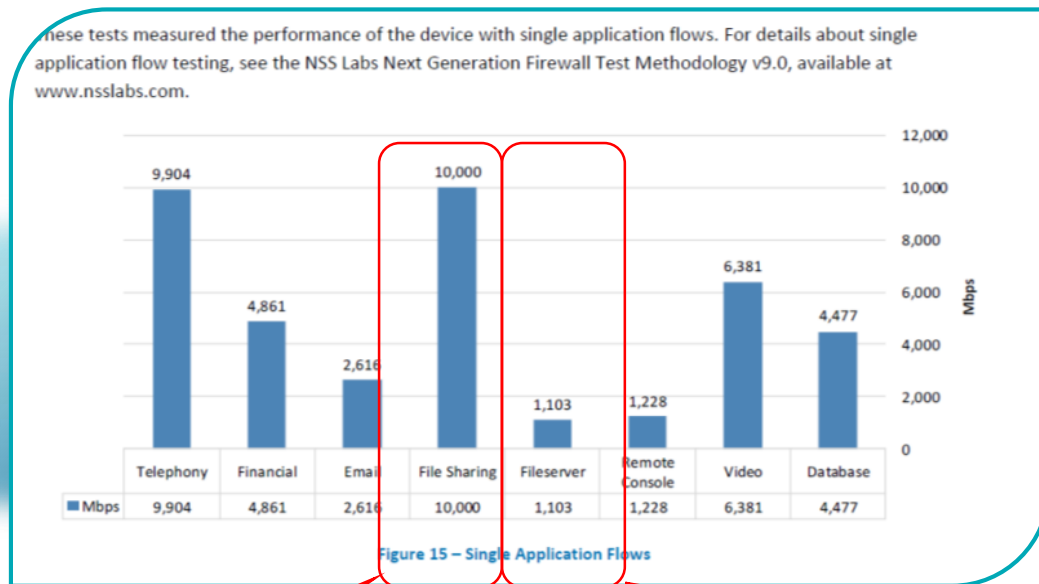 hese tests measured the performance of the device with single application flows. For details about single
application flow testing, see the NSS Labs Next Generation Firewall Test Methodology v9.0, available at
www.nsslabs.com.
12,000
10,000
8,000
6,000
4,000
2,000
0
Mbps
9,904
4,861
2,616
10,000
1,103
1,228
6,381
4,477
Telephony Financial Email File Sharing Fileserver Remote Console Video Database
Mbps 9,904 4,861 2,616 10,000 1,103 1,228 6,381 4,477
Figure 15 – Single Application Flows